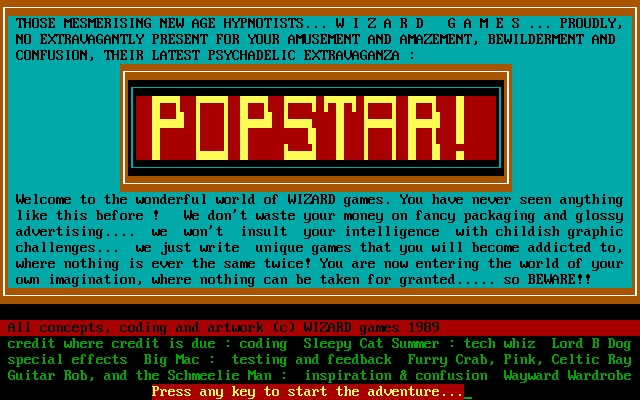 THOSE MESMERISING NEW AGE HYPNOTISTS... W I Z A R D   G A M E S ... PROUDLY,
NO EXTRAVAGANTLY PRESENT FOR YOUR AMUSEMENT AND AMAZEMENT, BEWILDERMENT AND
CONFUSION, THEIR LATEST PSYCHADELIC EXTRAVAGANZA :
POPSTAR!
Welcome to the wonderful world of WIZARD games. You have never seen anything
like this before !   We don't waste your money on fancy packaging and glossy
advertising....  we  won't  insult  your intelligence  with childish graphic
challenges...  we just write  unique games that you will become addicted to,
where nothing is ever the same twice! You are now entering the world of your
own imagination, where nothing can be taken for granted..... so BEWARE!!
All concepts, coding and artwork (c) WIZARD games 1989
credit where credit is due : coding  Sleepy Cat Summer : tech whiz  Lord B Dog
special effects  Big Mac :  testing and feedback  Furry Crab, Pink, Celtic Ray
Guitar Rob, and the Schmeelie Man :  inspiration & confusion  Wayward Wardrobe
Press any key to start the adventure..._